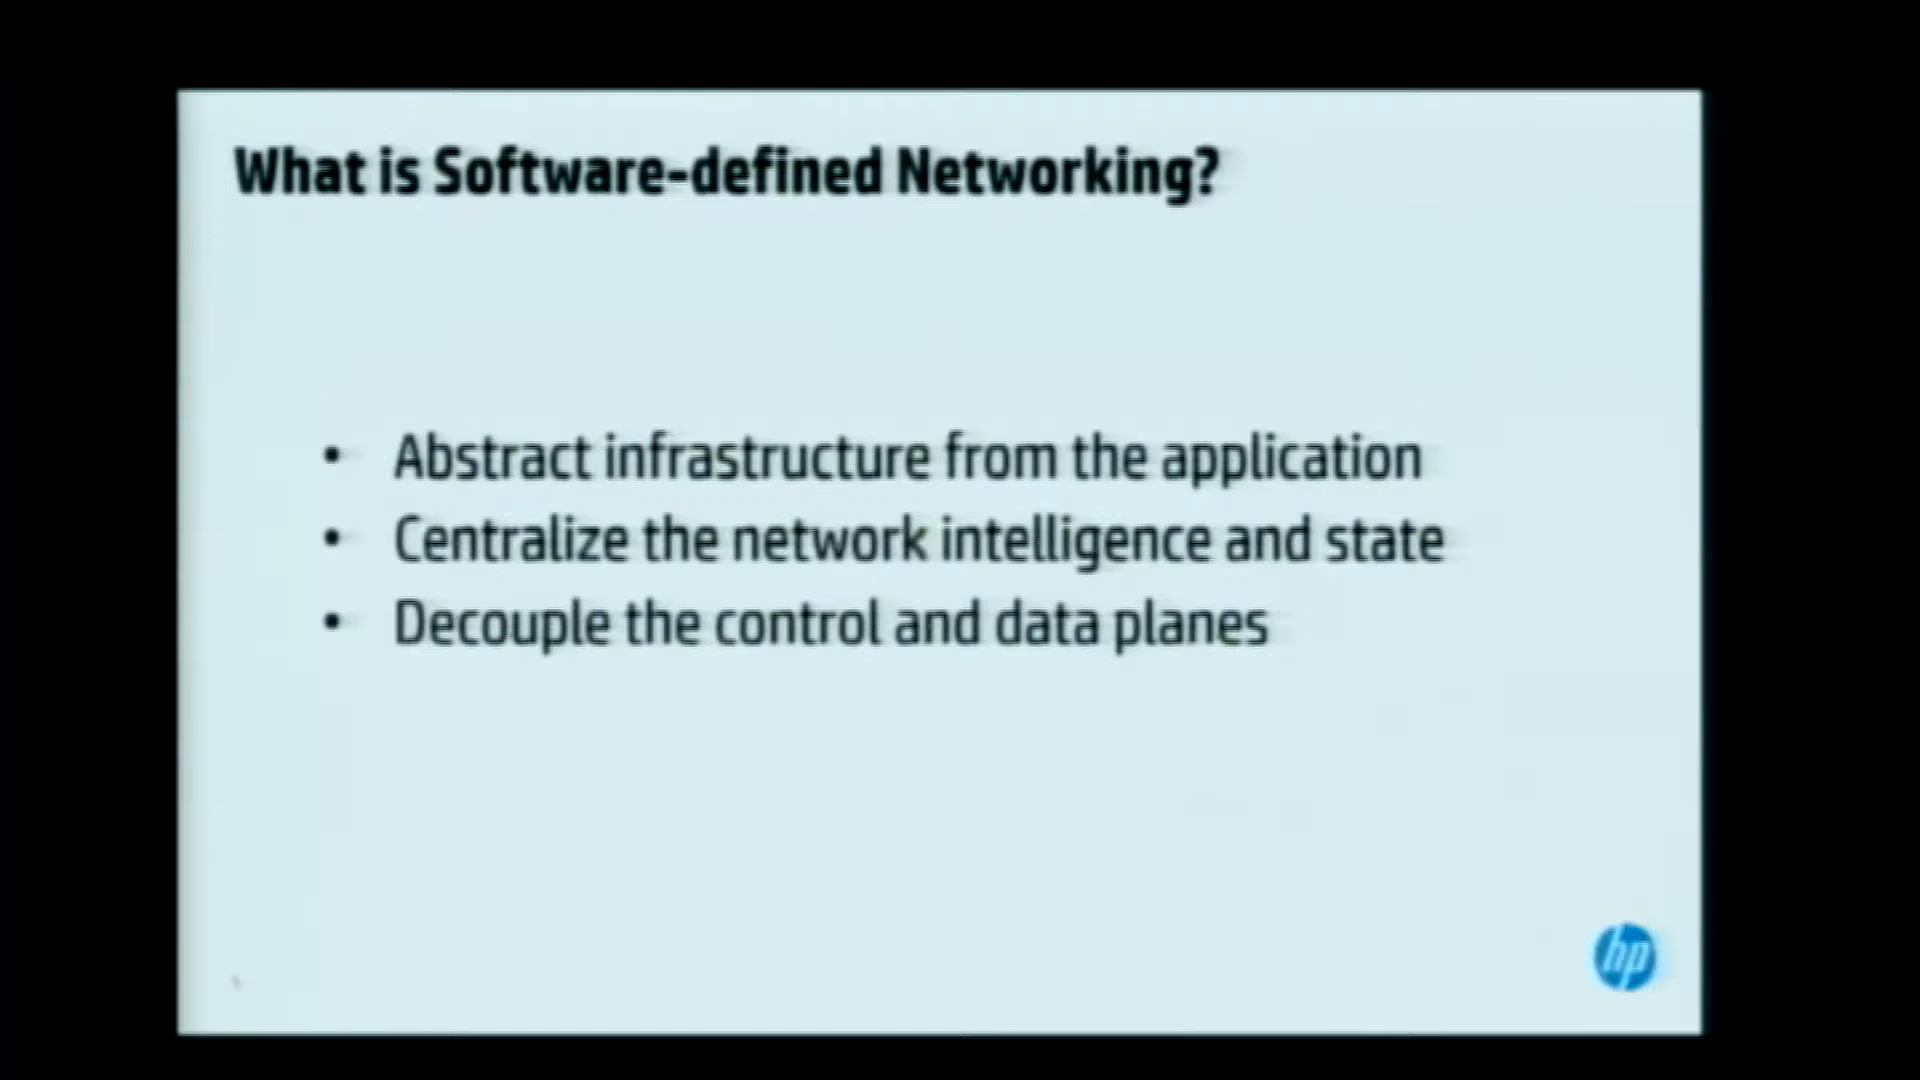 What is Software-defined Networking?
• Abstract infrastructure from the application
• Centralize the network intelligence and state
• Decouple the control and data planes
hp